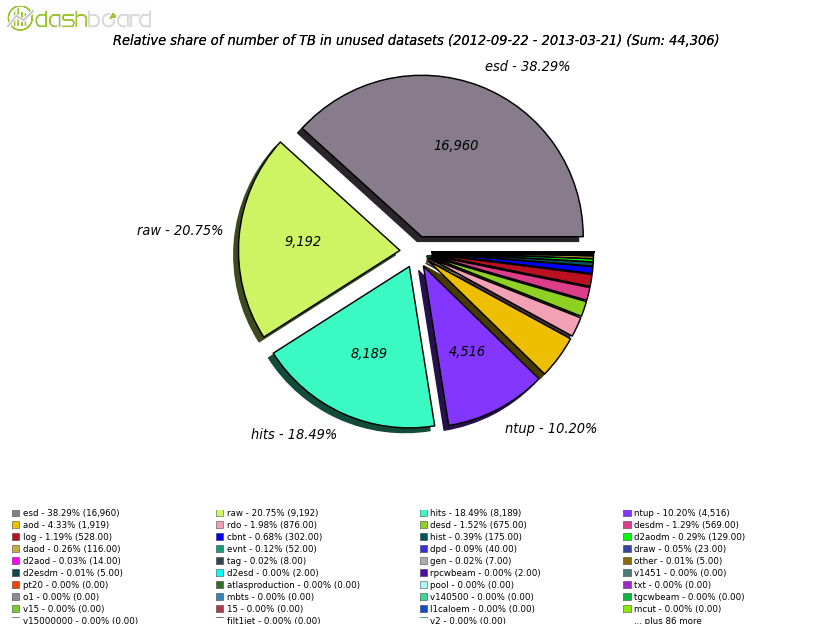 dashboard
Relative share of number of TB in unused datasets (2012-09-22 - 2013-03-21) (Sum: 44,306)
esd - 38.29%
16,960
raw - 20.75%
9,192
8,189
4,516
hits - 18.49%
ntup - 10.20%
esd - 38.29% (16,960) raw - 20.75% (9,192) hits - 18.49% (8,189) ntup - 10.20% (4,516)
aod - 4.33% (1,919) rdo - 1.98% (876.00) desd - 1.52% (675.00) desdm - 1.29% (569.00)
log - 1.19% (528.00) cbnt - 0.68% (302.00) hist - 0.39% (175.00) d2aodm - 0.29% (129.00)
daod - 0.26% (116.00) evnt - 0.12% (52.00) dpd - 0.09% (40.00) draw - 0.05% (23.00)
d2aod - 0.03% (14.00) tag - 0.02% (8.00) gen - 0.02% (7.00) other - 0.01% (5.00)
d2esdm - 0.01% (5.00) d2esd - 0.00% (2.00) rpcwbeam - 0.00% (2.00) v1451 - 0.00% (0.00)
pt20 - 0.00% (0.00) atlasproduction - 0.00% (0.00) pool - 0.00% (0.00) txt - 0.00% (0.00)
o1 - 0.00% (0.00) mbts - 0.00% (0.00) v140500 - 0.00% (0.00) tgcwbeam - 0.00% (0.00)
v15 - 0.00% (0.00) 15 - 0.00% (0.00) l1caloem - 0.00% (0.00) mcut - 0.00% (0.00)
v15000000 - 0.00% (0.00) filt1jet - 0.00% (0.00) v2 - 0.00% (0.00) ... plus 86 more